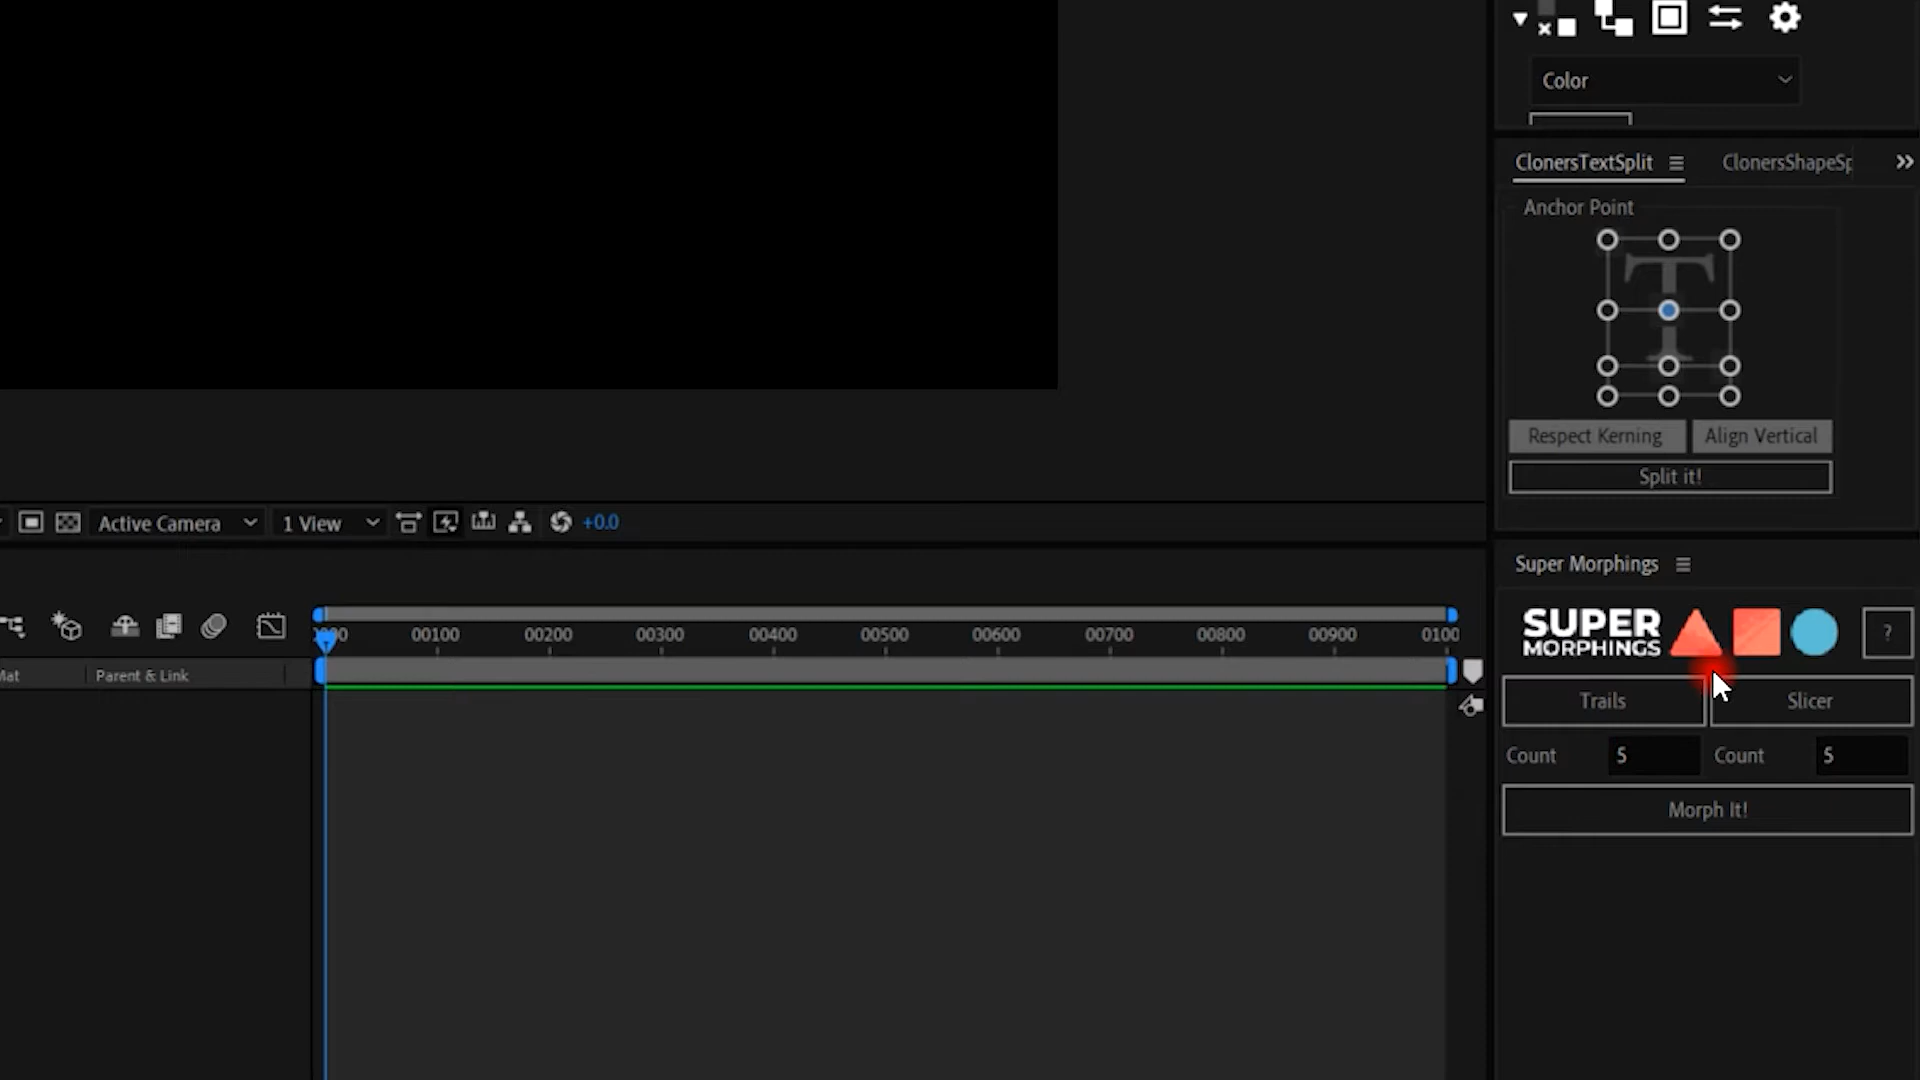 Color
ClonersTextSplit ClonersShapeSp
Anchor Point
Respect Kerning Align Vertical
Split it!
Active Camera 1 View +0.0
Super Morphings
SUPER
MORPHINGS
?
00100 00200 00300 00400 00500 00600 00700 00800 00900 0100
Mat Parent & Link
Trails Slicer
Count 5 Count 5
Morph It!